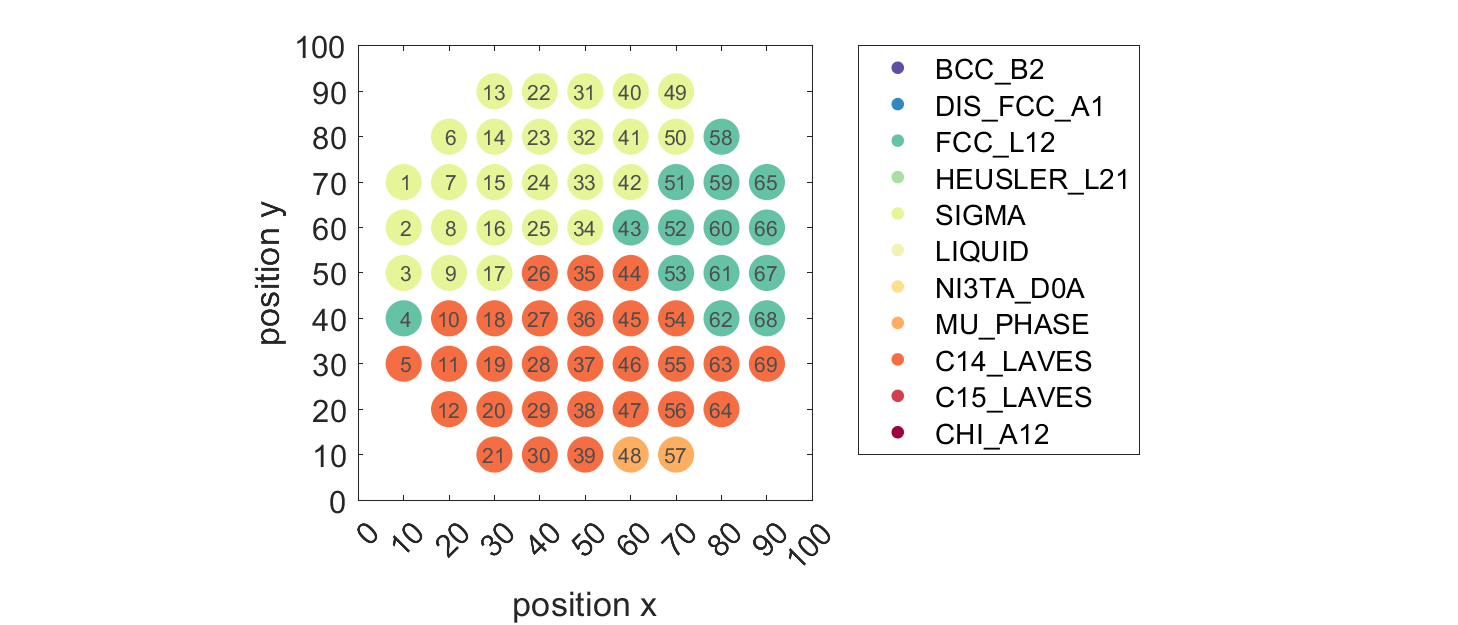 100
90
80
70
60
50
40
30
20
10
0
position y
13 22 31 40 49
6 14 23 32 41 50 58
1 7 15 24 33 42 51 59 65
2 8 16 25 34 43 52 60 66
3 9 17 26 35 44 53 61 67
4 10 18 27 36 45 54 62 68
5 11 19 28 37 46 55 63 69
12 20 29 38 47 56 64
21 30 39 48 57
0 10 20 30 40 50 60 70 80 90 100
position x
BCC_B2
DIS_FCC_A1
FCC_L12
HEUSLER_L21
SIGMA
LIQUID
NI3TA_D0A
MU_PHASE
C14_LAVES
C15_LAVES
CHI_A12